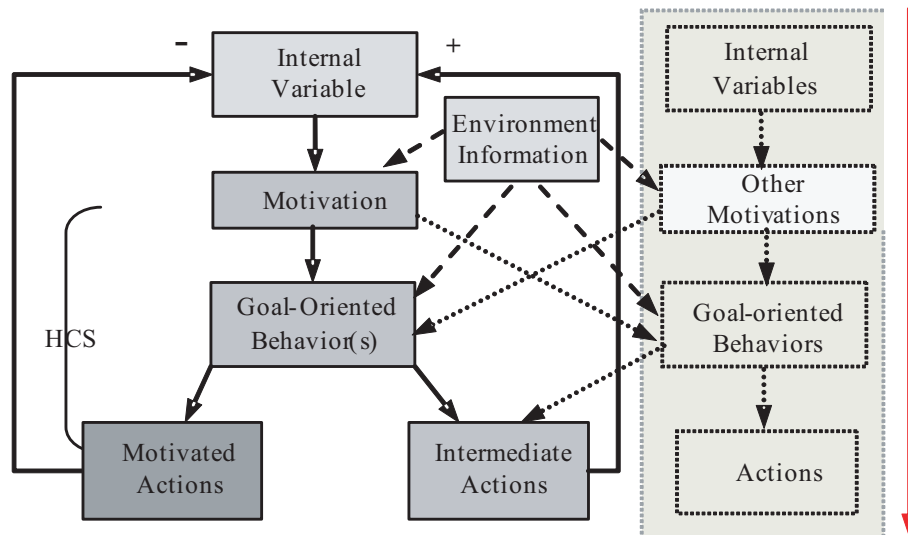 -
+
Internal
Variable
Environment
Information
Motivation
Goal-Oriented
Behavior(s)
HCS
Motivated
Actions
Intermediate
Actions
Internal
Variables
Other
Motivations
Goal-oriented
Behaviors
Actions